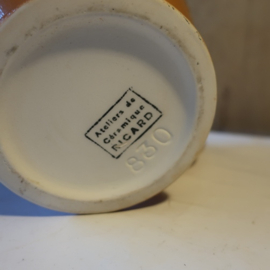 Ateliers de
Céramique
RICARD
830